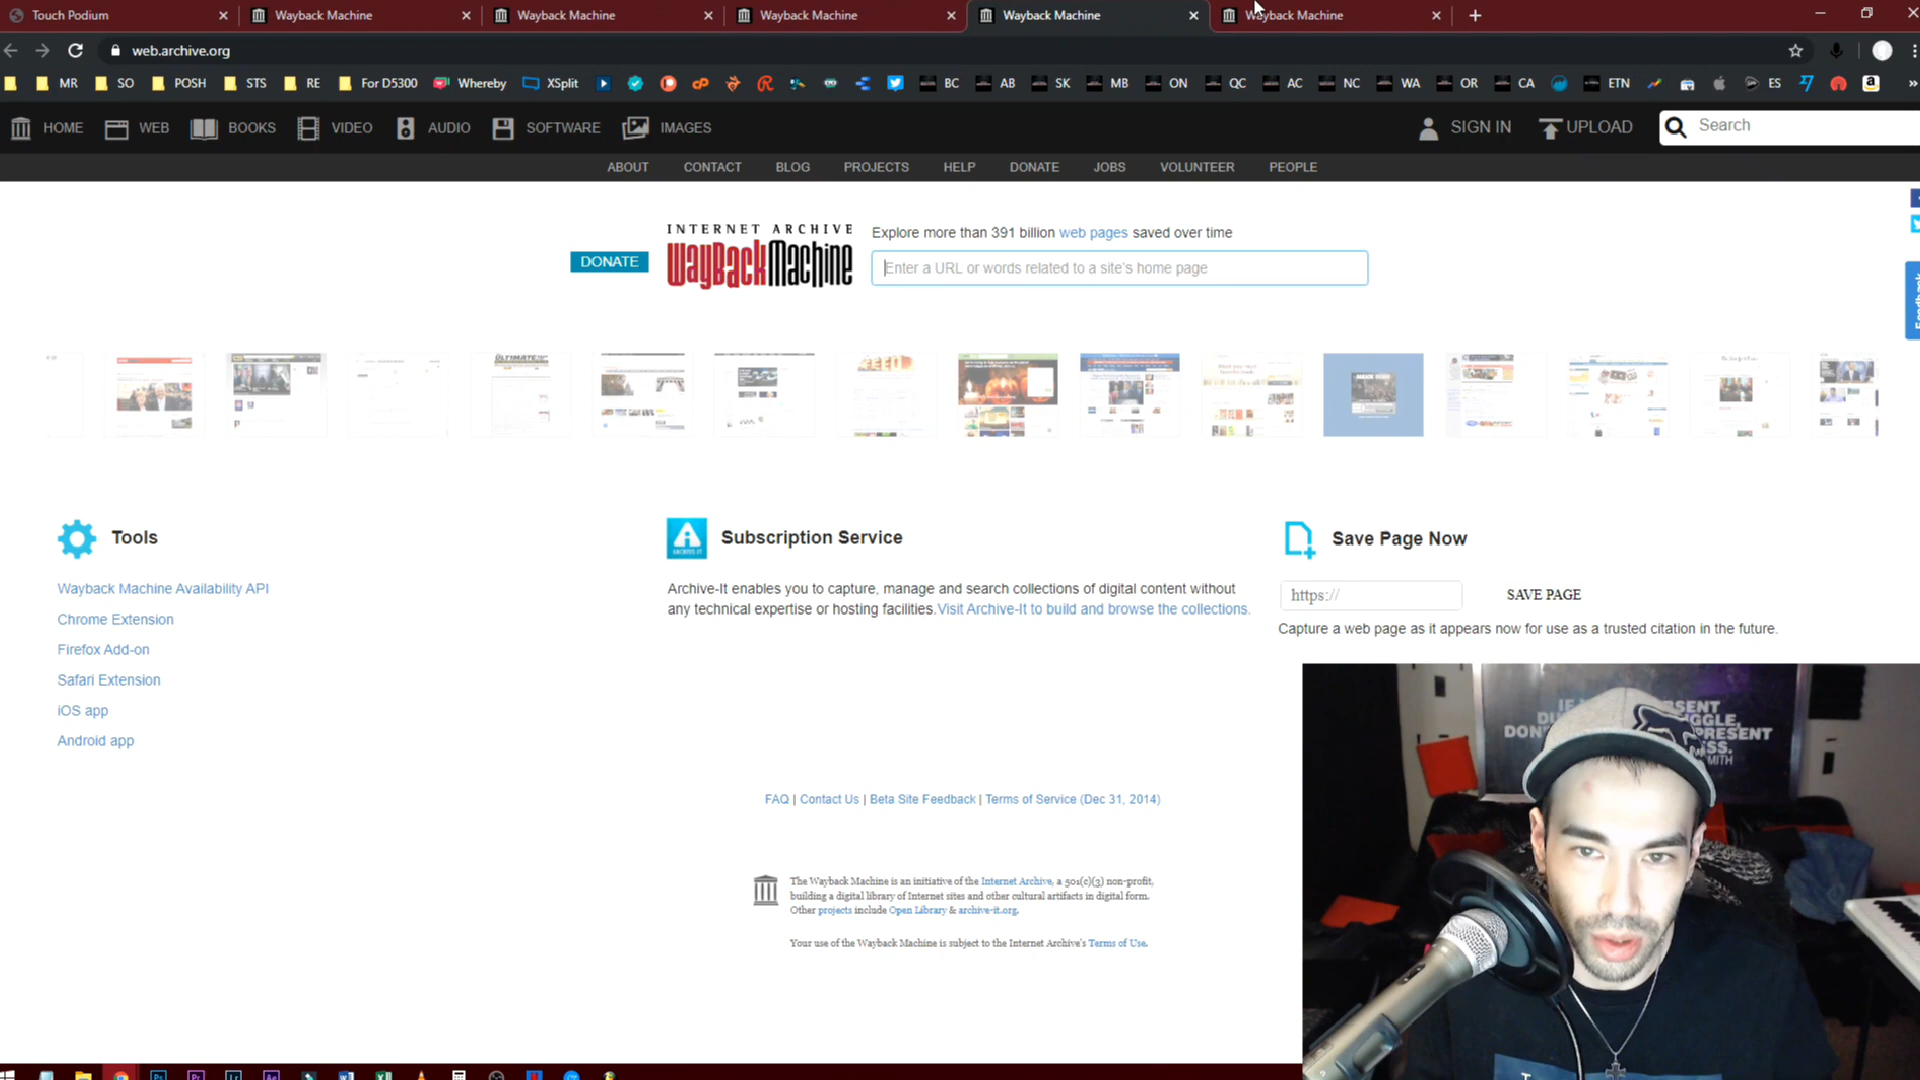 Touch Podium
Wayback Machine
Wayback Machine
Wayback Machine
Wayback Machine
Wayback Machine
web.archive.org
MR SO POSH STS RE For D5300 Whereby XSplit BC AB SK MB ON QC AC NC WA OR CA ETN ES
HOME WEB BOOKS VIDEO AUDIO SOFTWARE IMAGES SIGN IN UPLOAD Search
ABOUT CONTACT BLOG PROJECTS HELP DONATE JOBS VOLUNTEER PEOPLE
DONATE
INTERNET ARCHIVE
WayBackMachine
Explore more than 391 billion web pages saved over time
Enter a URL or words related to a site's home page
Feedback
Tools
Wayback Machine Availability API
Chrome Extension
Firefox Add-on
Safari Extension
iOS app
Android app
Subscription Service
Archive-It enables you to capture, manage and search collections of digital content without
any technical expertise or hosting facilities.Visit Archive-It to build and browse the collections.
Save Page Now
https://
SAVE PAGE
Capture a web page as it appears now for use as a trusted citation in the future.
FAQ | Contact Us | Beta Site Feedback | Terms of Service (Dec 31, 2014)
The Wayback Machine is an initiative of the Internet Archive, a 501(c)(3) non-profit,
building a digital library of Internet sites and other cultural artifacts in digital form.
Other projects include Open Library & archive-it.org.
Your use of the Wayback Machine is subject to the Internet Archive's Terms of Use.